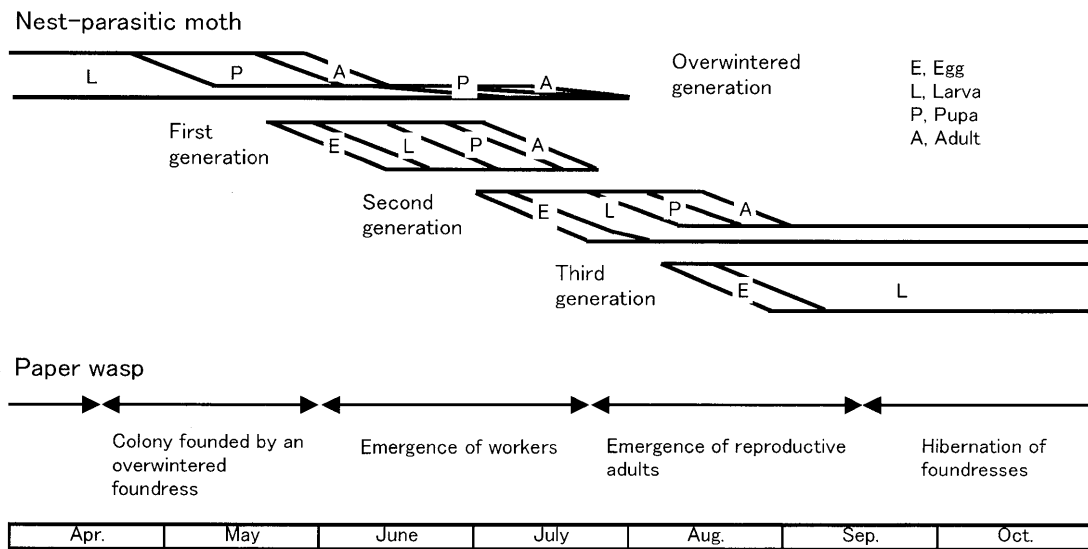 Nest-parasitic moth
L P A P A
Overwintered
generation
E, Egg
L, Larva
P, Pupa
A, Adult
First
generation
E L P A
Second
generation
E L P A
Third
generation
E L
Paper wasp
Colony founded by an
overwintered
foundress
Emergence of workers
Emergence of reproductive
adults
Hibernation of
foundresses
Apr. May June July Aug. Sep. Oct.